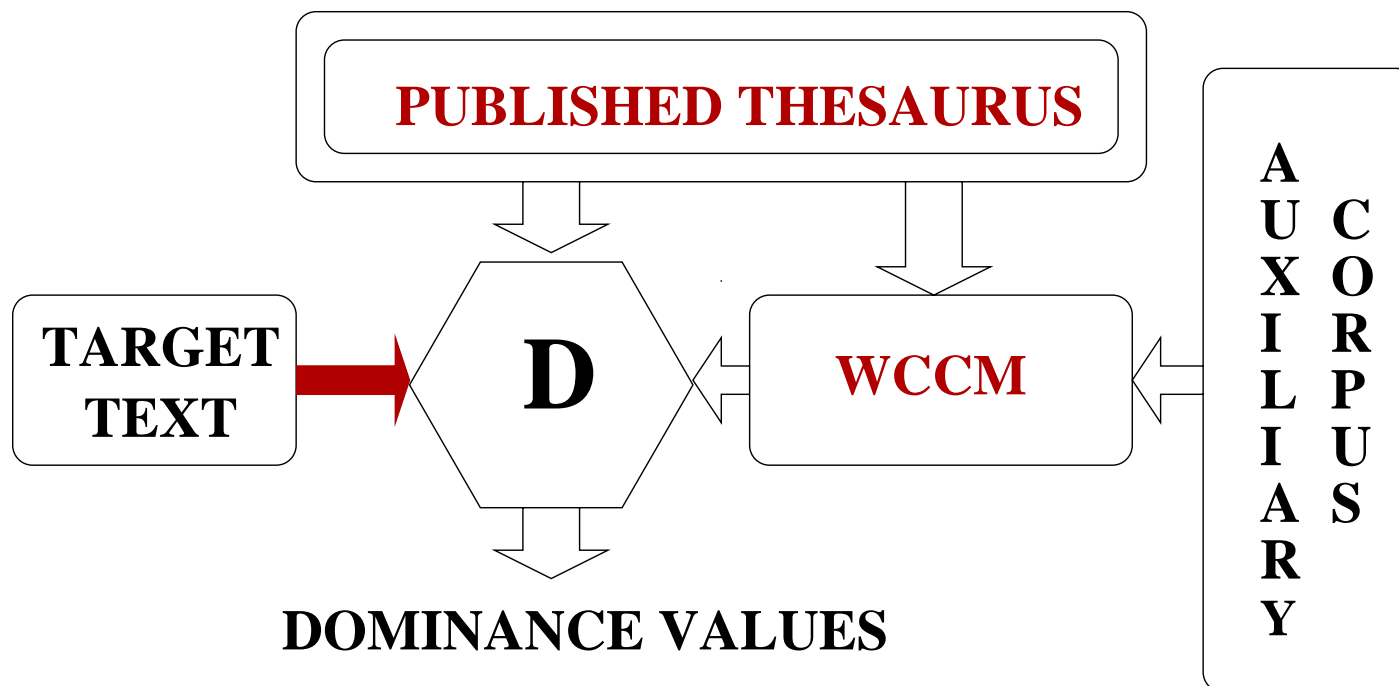 PUBLISHED THESAURUS
TARGET
TEXT
D
WCCM
AUXILIARY
CORPUS
DOMINANCE VALUES